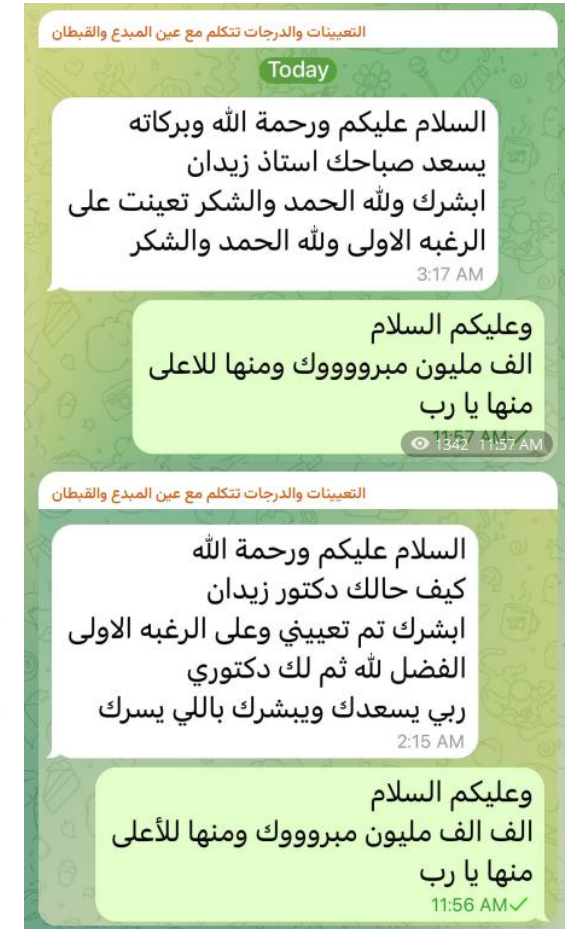 التعيينات والدرجات تتكلم مع عين المبدع والقبطان
Today
السلام عليكم ورحمة الله وبركاته
يسعد صباحك استاذ زيدان
ابشرك ولله الحمد والشكر تعينت على
الرغبه الاولى ولله الحمد والشكر
3:17 AM
وعليكم السلام
الف مليون مبرووووك ومنها للاعلى
منها يا رب
11:57 AM
1342 11:57 AM
التعيينات والدرجات تتكلم مع عين المبدع والقبطان
السلام عليكم ورحمة الله
كيف حالك دكتور زيدان
ابشرك تم تعييني وعلى الرغبه الاولى
الفضل لله ثم لك دكتوري
ربي يسعدك ويبشرك باللي يسرك
2:15 AM
وعليكم السلام
الف الف مليون مبروووك ومنها للأعلى
منها يا رب
11:56 AM